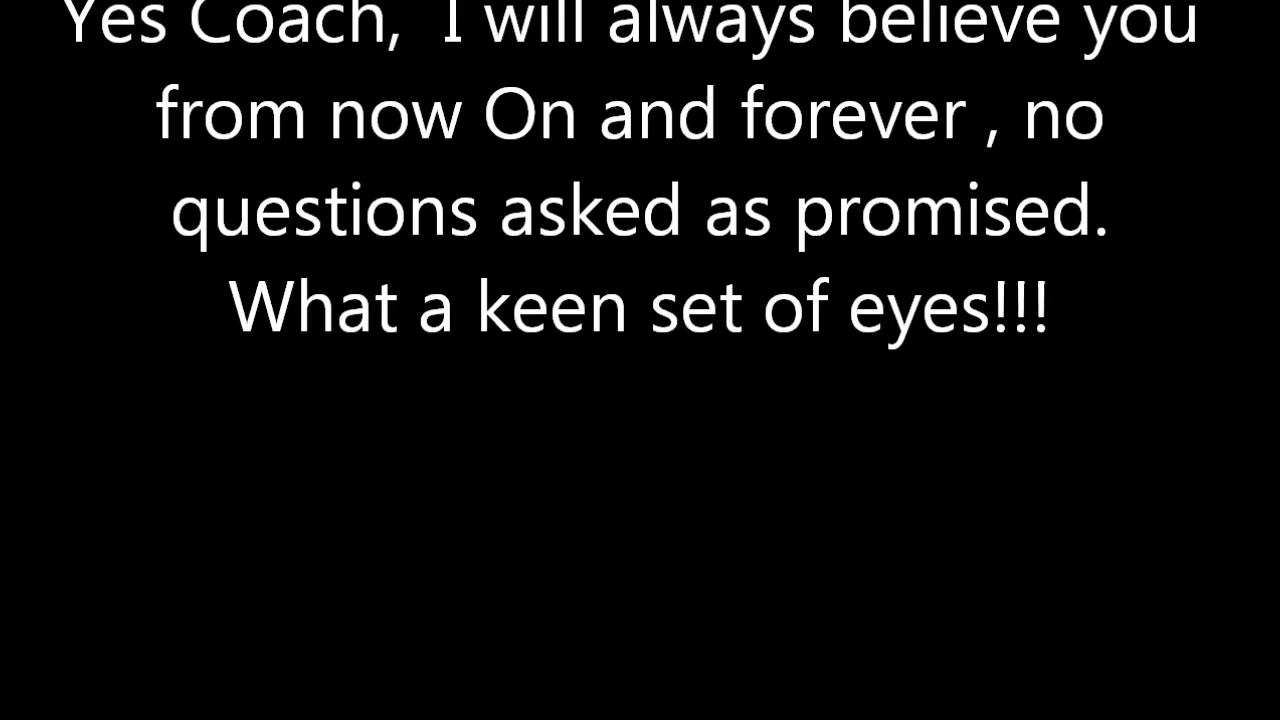 Yes Coach,  I will always believe you
from now On and forever , no
questions asked as promised.
What a keen set of eyes!!!